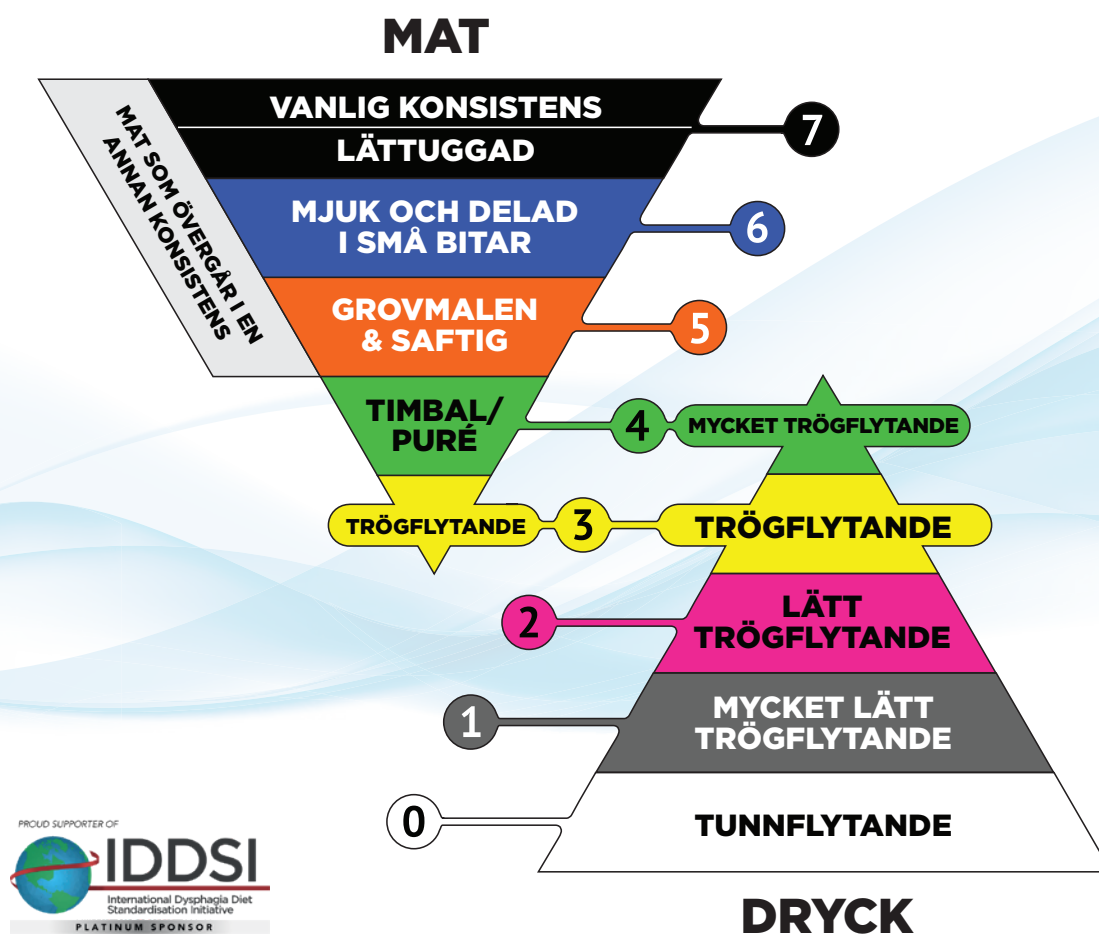 MAT
VANLIG KONSISTENS
LÄTTUGGAD
7
MAT SOM ÖVERGÅR I EN
ANNAN KONSISTENS
MJUK OCH DELAD
I SMÅ BITAR
6
GROVMALEN
& SAFTIG
5
TIMBAL/
PURÉ
4
MYCKET TRÖGFLYTANDE
TRÖGFLYTANDE
3
TRÖGFLYTANDE
2
LÄTT
TRÖGFLYTANDE
1
MYCKET LÄTT
TRÖGFLYTANDE
0
TUNNFLYTANDE
DRYCK
PROUD SUPPORTER OF
IDDSI
International Dysphagia Diet
Standardisation Initiative
PLATINUM SPONSOR